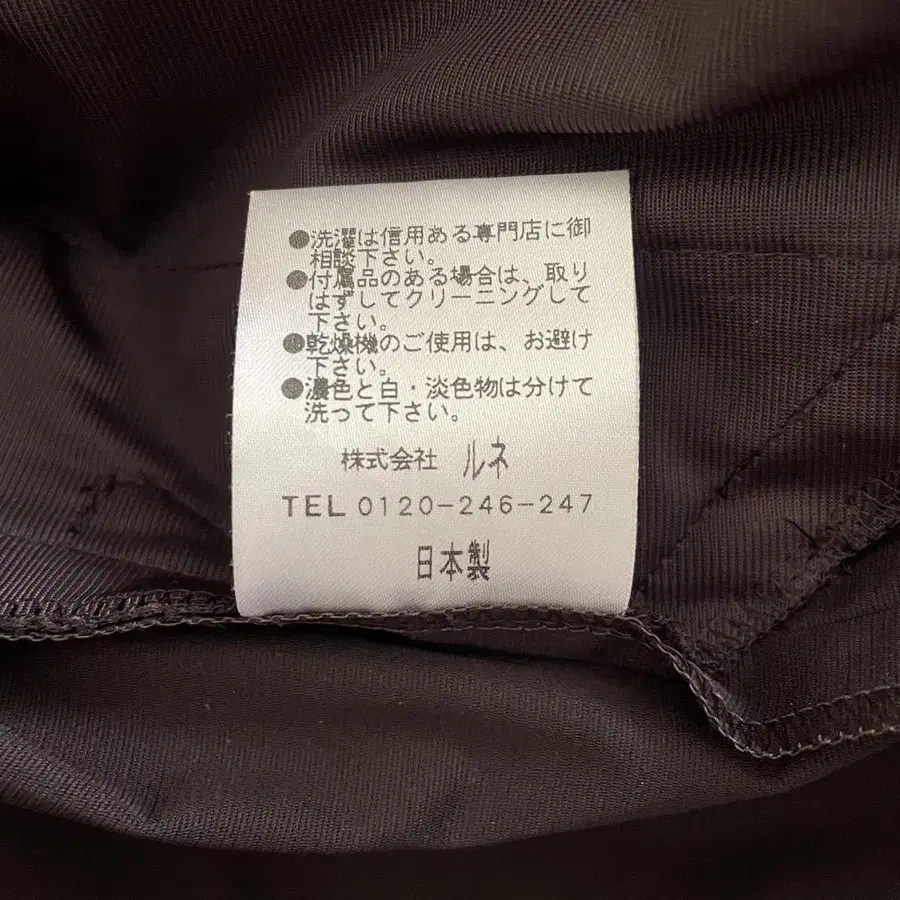 ●洗濯は信用ある専門店に御
相談下さい。
●付属品のある場合は、取り
はずしてクリーニングして
下さい。
●乾燥機のご使用は、お避け
下さい。
●濃色と白・淡色物は分けて
洗って下さい。
株式会社 ルネ
TEL 0120-246-247
日本製